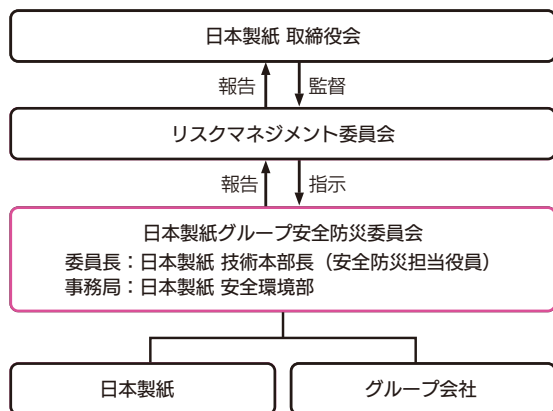 日本製紙 取締役会
報告
監督
リスクマネジメント委員会
報告
指示
日本製紙グループ安全防災委員会
委員長：日本製紙 技術本部長（安全防災担当役員）
事務局：日本製紙 安全環境部
日本製紙
グループ会社